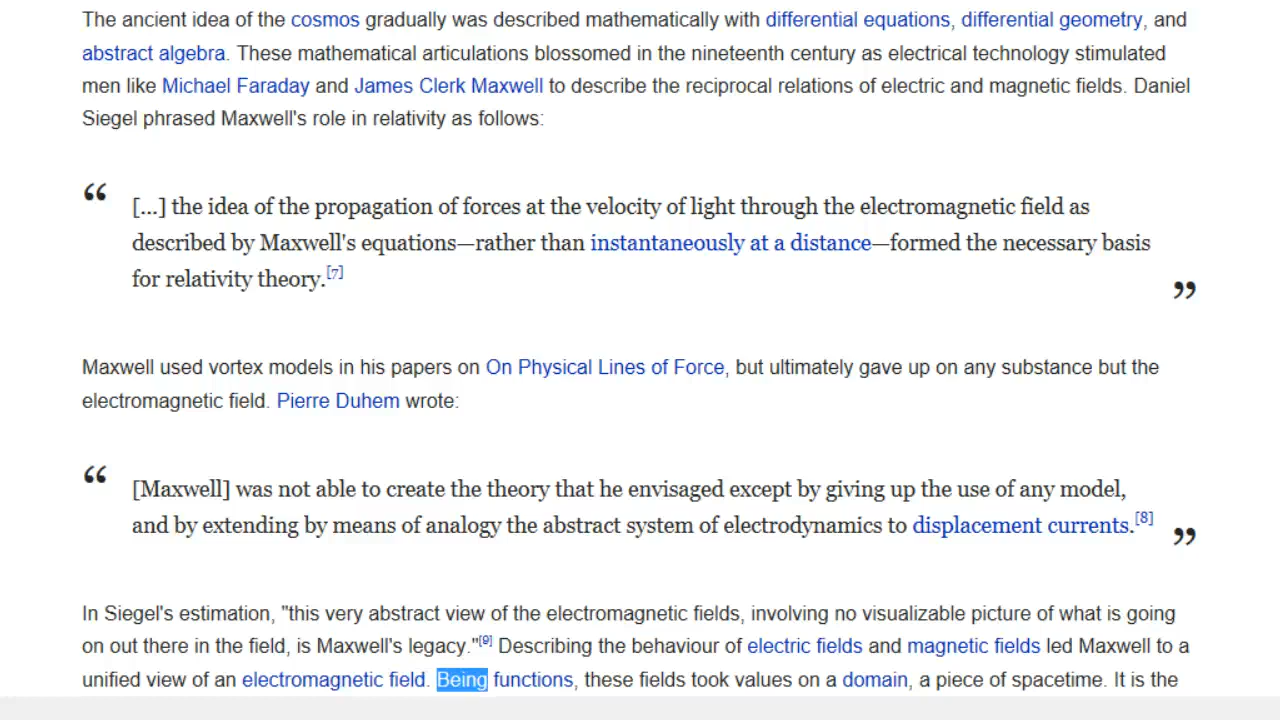 The ancient idea of the cosmos gradually was described mathematically with differential equations, differential geometry, and
abstract algebra. These mathematical articulations blossomed in the nineteenth century as electrical technology stimulated
men like Michael Faraday and James Clerk Maxwell to describe the reciprocal relations of electric and magnetic fields. Daniel
Siegel phrased Maxwell's role in relativity as follows:
“ [...] the idea of the propagation of forces at the velocity of light through the electromagnetic field as
described by Maxwell's equations—rather than instantaneously at a distance—formed the necessary basis
for relativity theory.[7] ”
Maxwell used vortex models in his papers on On Physical Lines of Force, but ultimately gave up on any substance but the
electromagnetic field. Pierre Duhem wrote:
“ [Maxwell] was not able to create the theory that he envisaged except by giving up the use of any model,
and by extending by means of analogy the abstract system of electrodynamics to displacement currents.[8] ”
In Siegel's estimation, "this very abstract view of the electromagnetic fields, involving no visualizable picture of what is going
on out there in the field, is Maxwell's legacy."[9] Describing the behaviour of electric fields and magnetic fields led Maxwell to a
unified view of an electromagnetic field. Being functions, these fields took values on a domain, a piece of spacetime. It is the